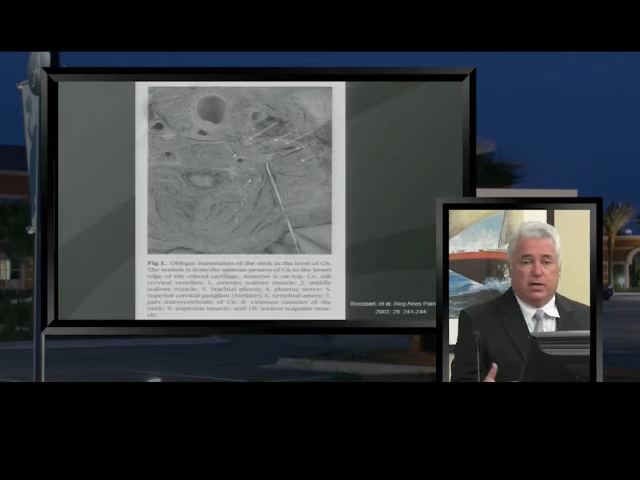 C6
Fig 1. Oblique transection of the neck at the level of C6.
The section is from the spinous process of C6 to the lower
edge of the cricoid cartilage. Anterior is on top. C6, 6th
cervical vertebra; 1, anterior scalene muscle; 2, middle
scalene muscle; 3, brachial plexus; 4, phrenic nerve; 5,
superior cervical ganglion (stellate); 6, vertebral artery; 7,
pars intervertebralis of C6; 8, extensor muscles of the
neck; 9, trapezius muscle; and 10, levator scapulae mus-
cle.
Boezaart, et al: Reg Anes Pain
2003: 28: 241-244